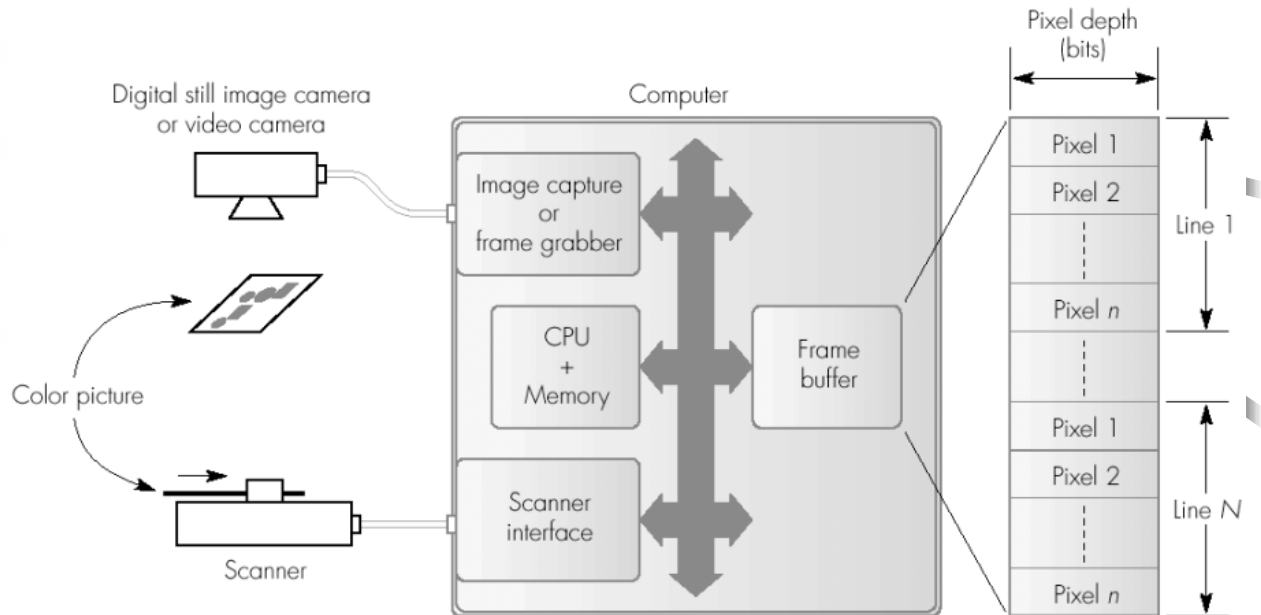 Pixel depth
(bits)
Digital still image camera
or video camera
Computer
Image capture
or
frame grabber
CPU
+
Memory
Scanner
interface
Frame
buffer
Color picture
Scanner
Pixel 1
Pixel 2
Pixel n
Line 1
Pixel 1
Pixel 2
Pixel n
Line N